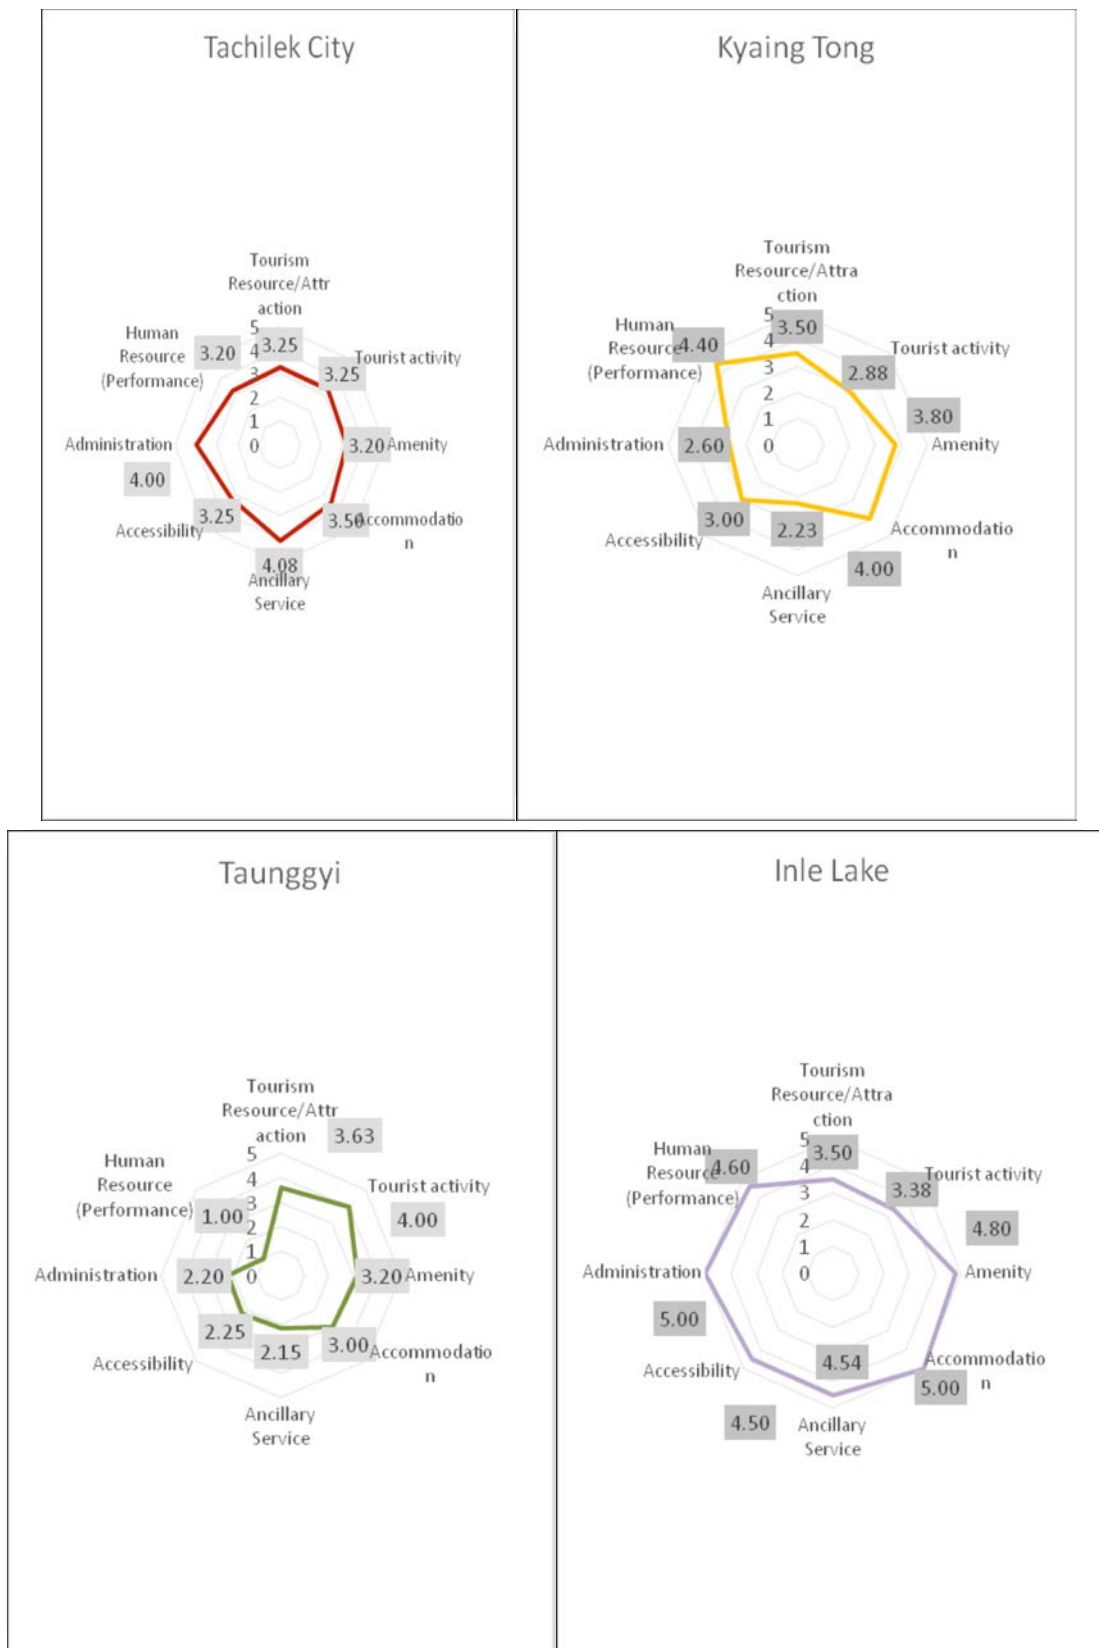 Tachilek City
Tourism
Resource/Attr
action
Human
Resource
(Performance)
3.20
5
3.25
4
Tourist activity
3.25
3
2
1
Administration
0
3.20
Amenity
4.00
3.25
3.50
Accommodatio
n
Accessibility
4.08
Ancillary
Service
Kyaing Tong
Tourism
Resource/Attra
ction
Human
Resource
(Performance)
4.40
5
3.50
4
Tourist activity
2.88
3
2
3.80
1
Administration
2.60
0
Amenity
3.00
2.23
Accommodatio
n
Accessibility
4.00
Ancillary
Service
Taunggyi
Tourism
Resource/Attr
action
3.63
Human
Resource
(Performance)
5
4
Tourist activity
3
1.00
4.00
2
1
Administration
2.20
0
3.20
Amenity
2.25
2.15
3.00
Accommodatio
n
Accessibility
Ancillary
Service
Inle Lake
Tourism
Resource/Attra
ction
Human
Resource
(Performance)
4.60
5
3.50
4
Tourist activity
3.38
3
2
4.80
1
Administration
0
Amenity
5.00
4.54
Accommodatio
n
Accessibility
5.00
4.50
Ancillary
Service